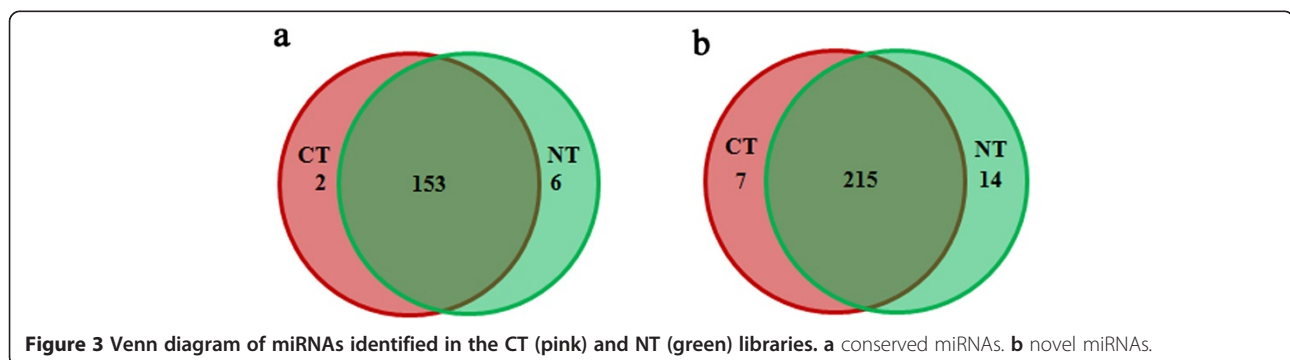 a
b
CT
2
153
NT
6
CT
7
215
NT
14
Figure 3 Venn diagram of miRNAs identified in the CT (pink) and NT (green) libraries. a conserved miRNAs. b novel miRNAs.